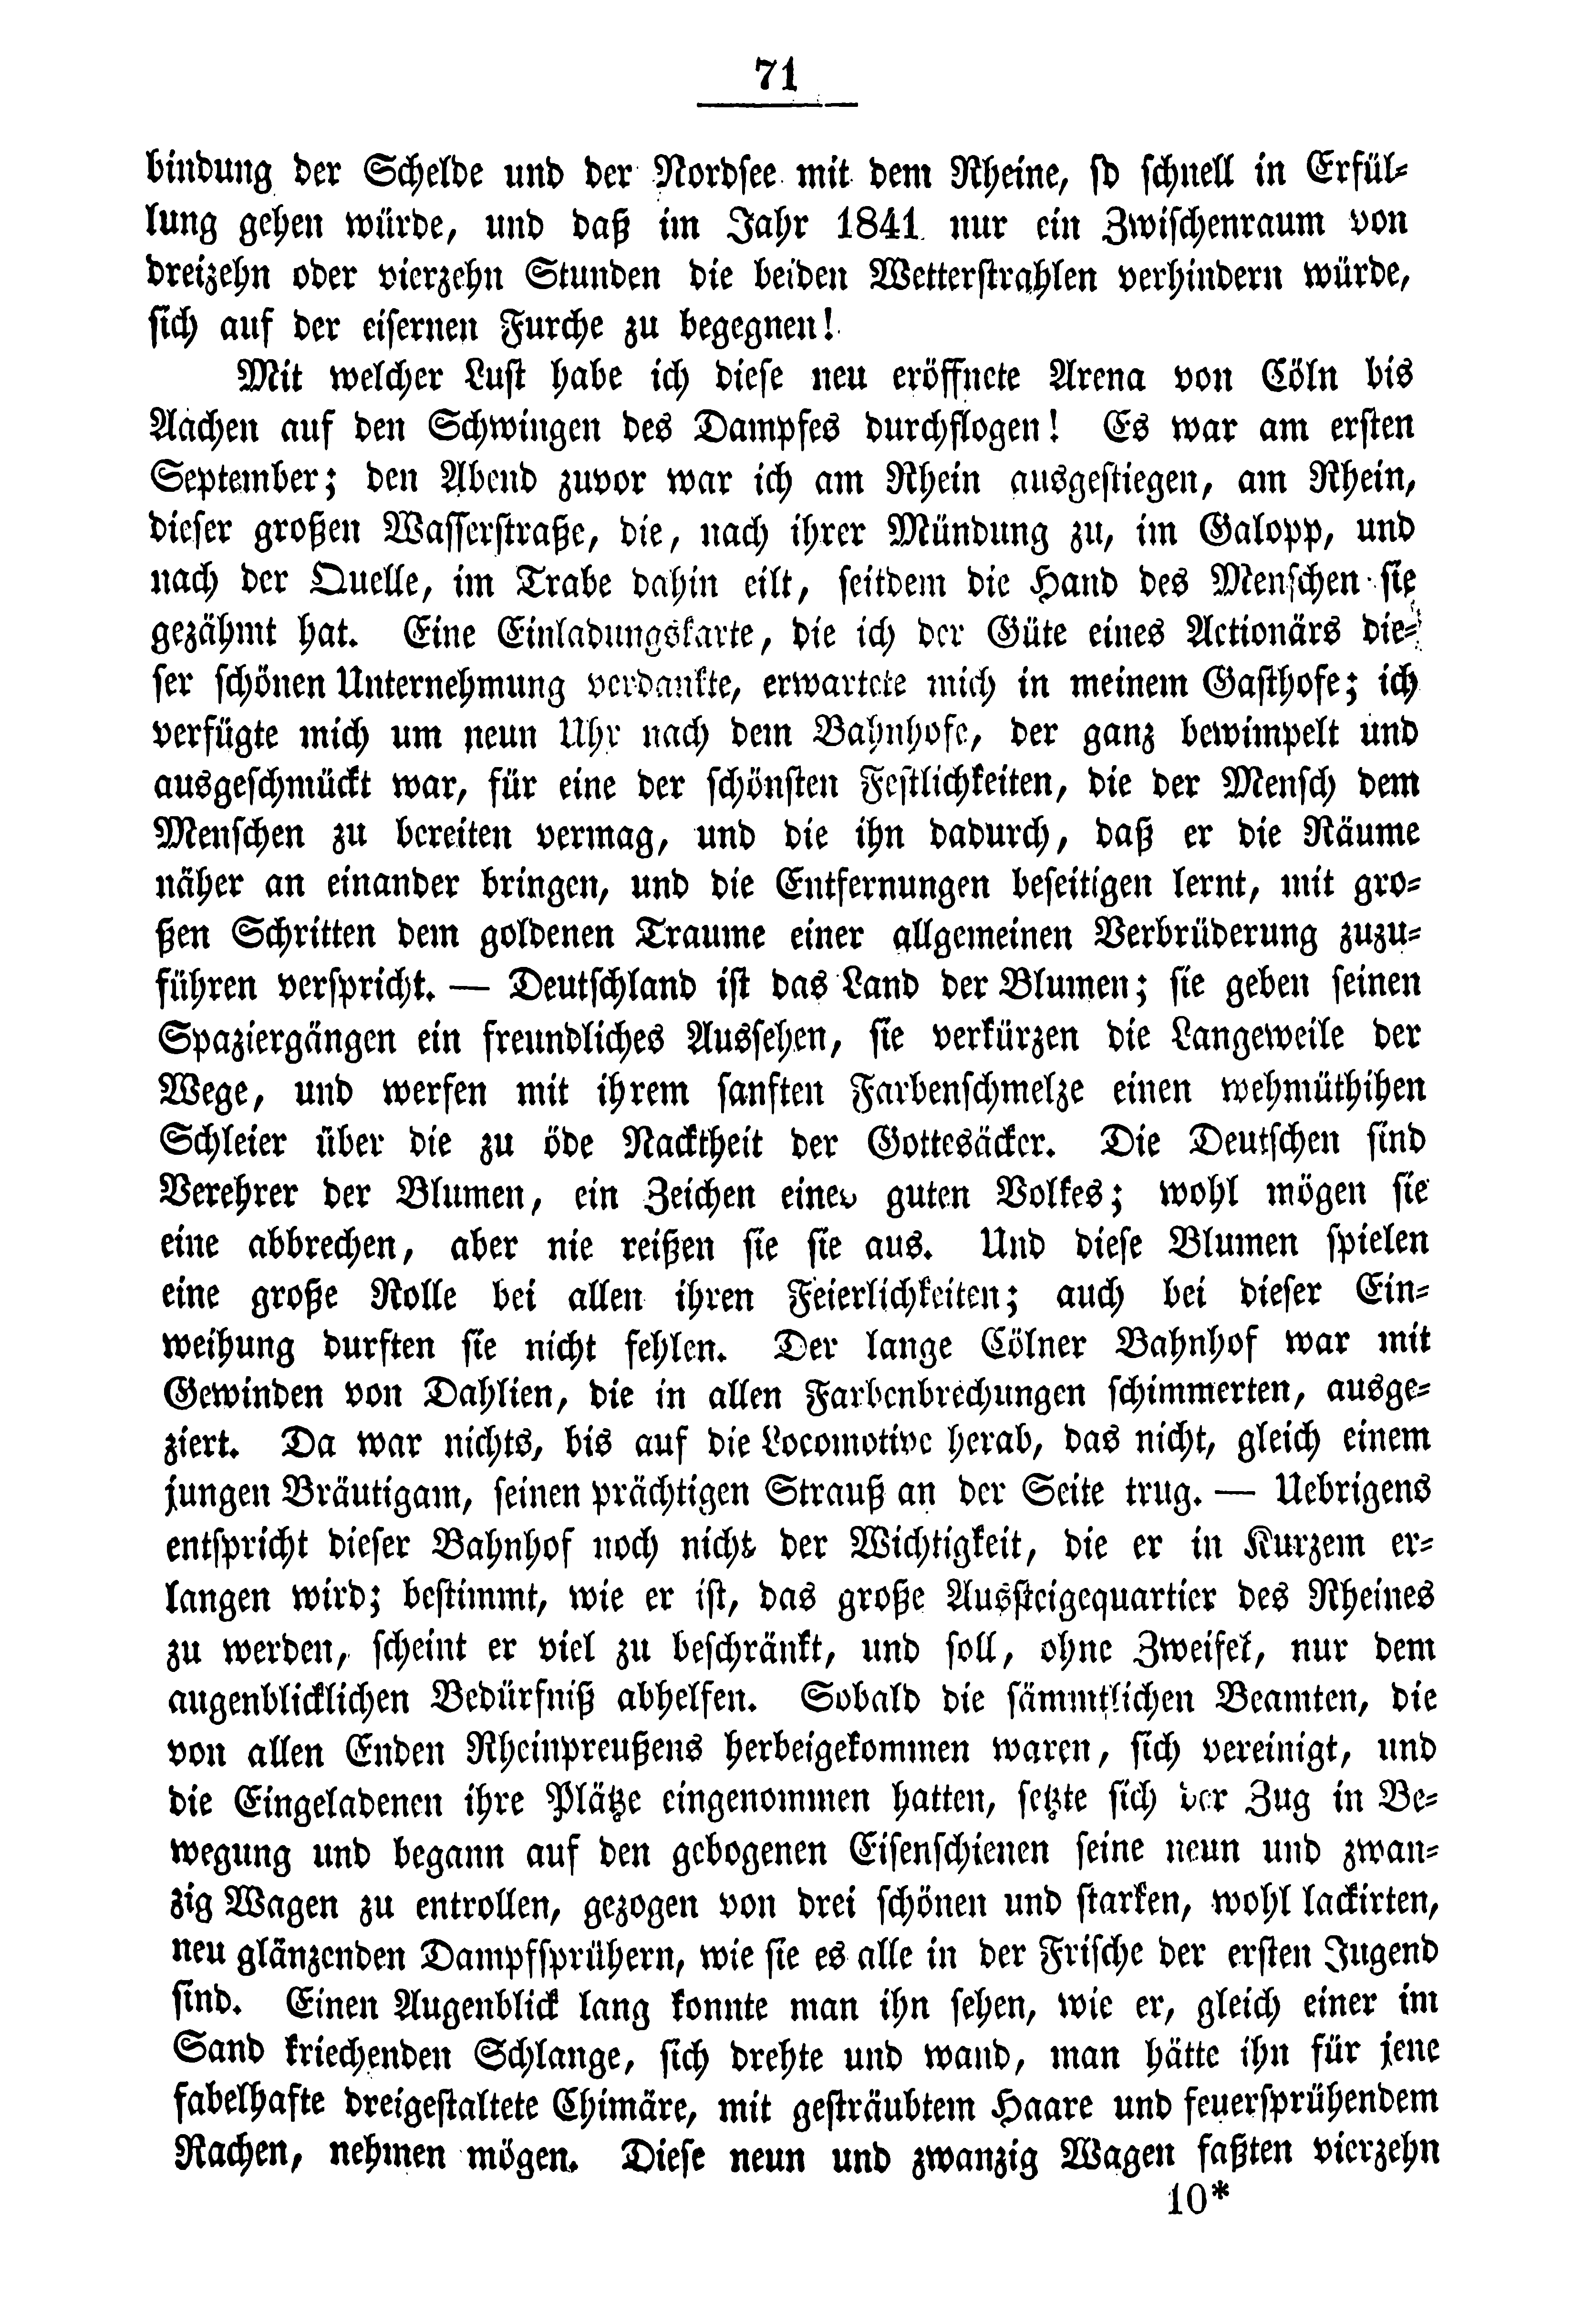 71
bindung der Schelde und der Nordsee mit dem Rheine, so schnell in Erfül-
lung gehen würde, und daß im Jahr 1841 nur ein Zwischenraum von
dreizehn oder vierzehn Stunden die beiden Wetterstrahlen verhindern würde,
sich auf der eisernen Furche zu begegnen!
Mit welcher Lust habe ich diese neu eröffnete Arena von Cöln bis
Aachen auf den Schwingen des Dampfes durchflogen! Es war am ersten
September; den Abend zuvor war ich am Rhein ausgestiegen, am Rhein,
dieser großen Wasserstraße, die, nach ihrer Mündung zu, im Galopp, und
nach der Quelle, im Trabe dahin eilt, seitdem die Hand des Menschen sie
gezähmt hat. Eine Einladungskarte, die ich der Güte eines Actionärs die-
ser schönen Unternehmung verdankte, erwartete mich in meinem Gasthofe; ich
verfügte mich um neun Uhr nach dem Bahnhofe, der ganz bewimpelt und
ausgeschmückt war, für eine der schönsten Festlichkeiten, die der Mensch dem
Menschen zu bereiten vermag, und die ihn dadurch, daß er die Räume
näher an einander bringen, und die Entfernungen beseitigen lernt, mit gro-
ßen Schritten dem goldenen Traume einer allgemeinen Verbrüderung zuzu-
führen verspricht. — Deutschland ist das Land der Blumen; sie geben seinen
Spaziergängen ein freundliches Aussehen, sie verkürzen die Langeweile der
Wege, und werfen mit ihrem sanften Farbenschmelze einen wehmüthihen
Schleier über die zu öde Nacktheit der Gottesäcker. Die Deutschen sind
Verehrer der Blumen, ein Zeichen eines guten Volkes; wohl mögen sie
eine abbrechen, aber nie reißen sie sie aus. Und diese Blumen spielen
eine große Rolle bei allen ihren Feierlichkeiten; auch bei dieser Ein-
weihung durften sie nicht fehlen. Der lange Cölner Bahnhof war mit
Gewinden von Dahlien, die in allen Farbenbrechungen schimmerten, ausge-
ziert. Da war nichts, bis auf die Locomotive herab, das nicht, gleich einem
jungen Bräutigam, seinen prächtigen Strauß an der Seite trug. — Uebrigens
entspricht dieser Bahnhof noch nicht der Wichtigkeit, die er in Kurzem er-
langen wird; bestimmt, wie er ist, das große Aussteigequartier des Rheines
zu werden, scheint er viel zu beschränkt, und soll, ohne Zweifel, nur dem
augenblicklichen Bedürfniß abhelfen. Sobald die sämmtlichen Beamten, die
von allen Enden Rheinpreußens herbeigekommen waren, sich vereinigt, und
die Eingeladenen ihre Plätze eingenommen hatten, setzte sich der Zug in Be-
wegung und begann auf den gebogenen Eisenschienen seine neun und zwan-
zig Wagen zu entrollen, gezogen von drei schönen und starken, wohl lackirten,
neu glänzenden Dampfsprühern, wie sie es alle in der Frische der ersten Jugend
sind. Einen Augenblick lang konnte man ihn sehen, wie er, gleich einer im
Sand kriechenden Schlange, sich drehte und wand, man hätte ihn für jene
fabelhafte dreigestaltete Chimäre, mit gesträubtem Haare und feuersprühendem
Rachen, nehmen mögen. Diese neun und zwanzig Wagen faßten vierzehn
10*